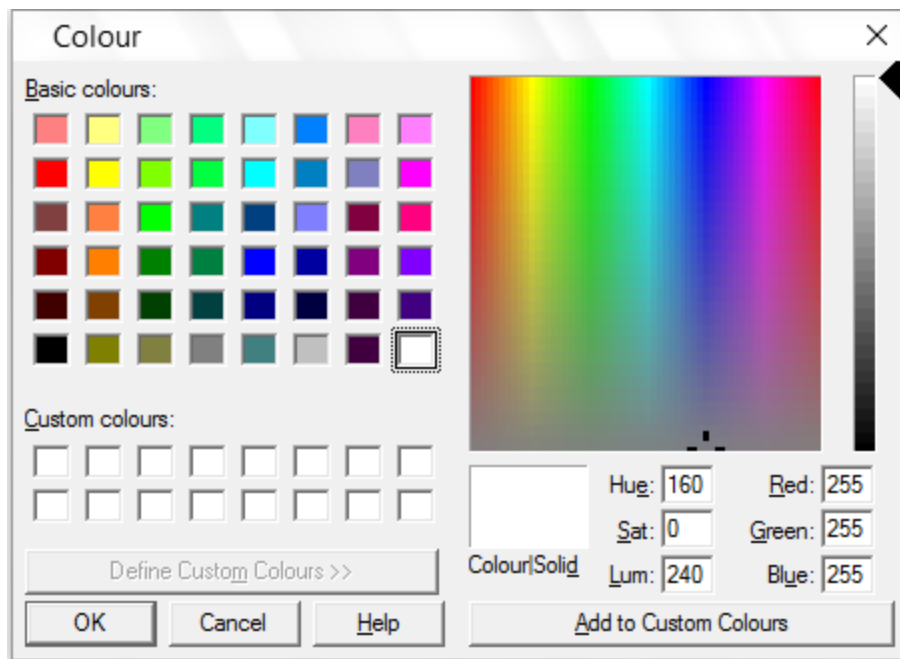 Colour
Basic colours:
Custom colours:
Define Custom Colours >>
OK Cancel Help
Colour|Solid
Hue: 160 Red: 255
Sat: 0 Green: 255
Lum: 240 Blue: 255
Add to Custom Colours